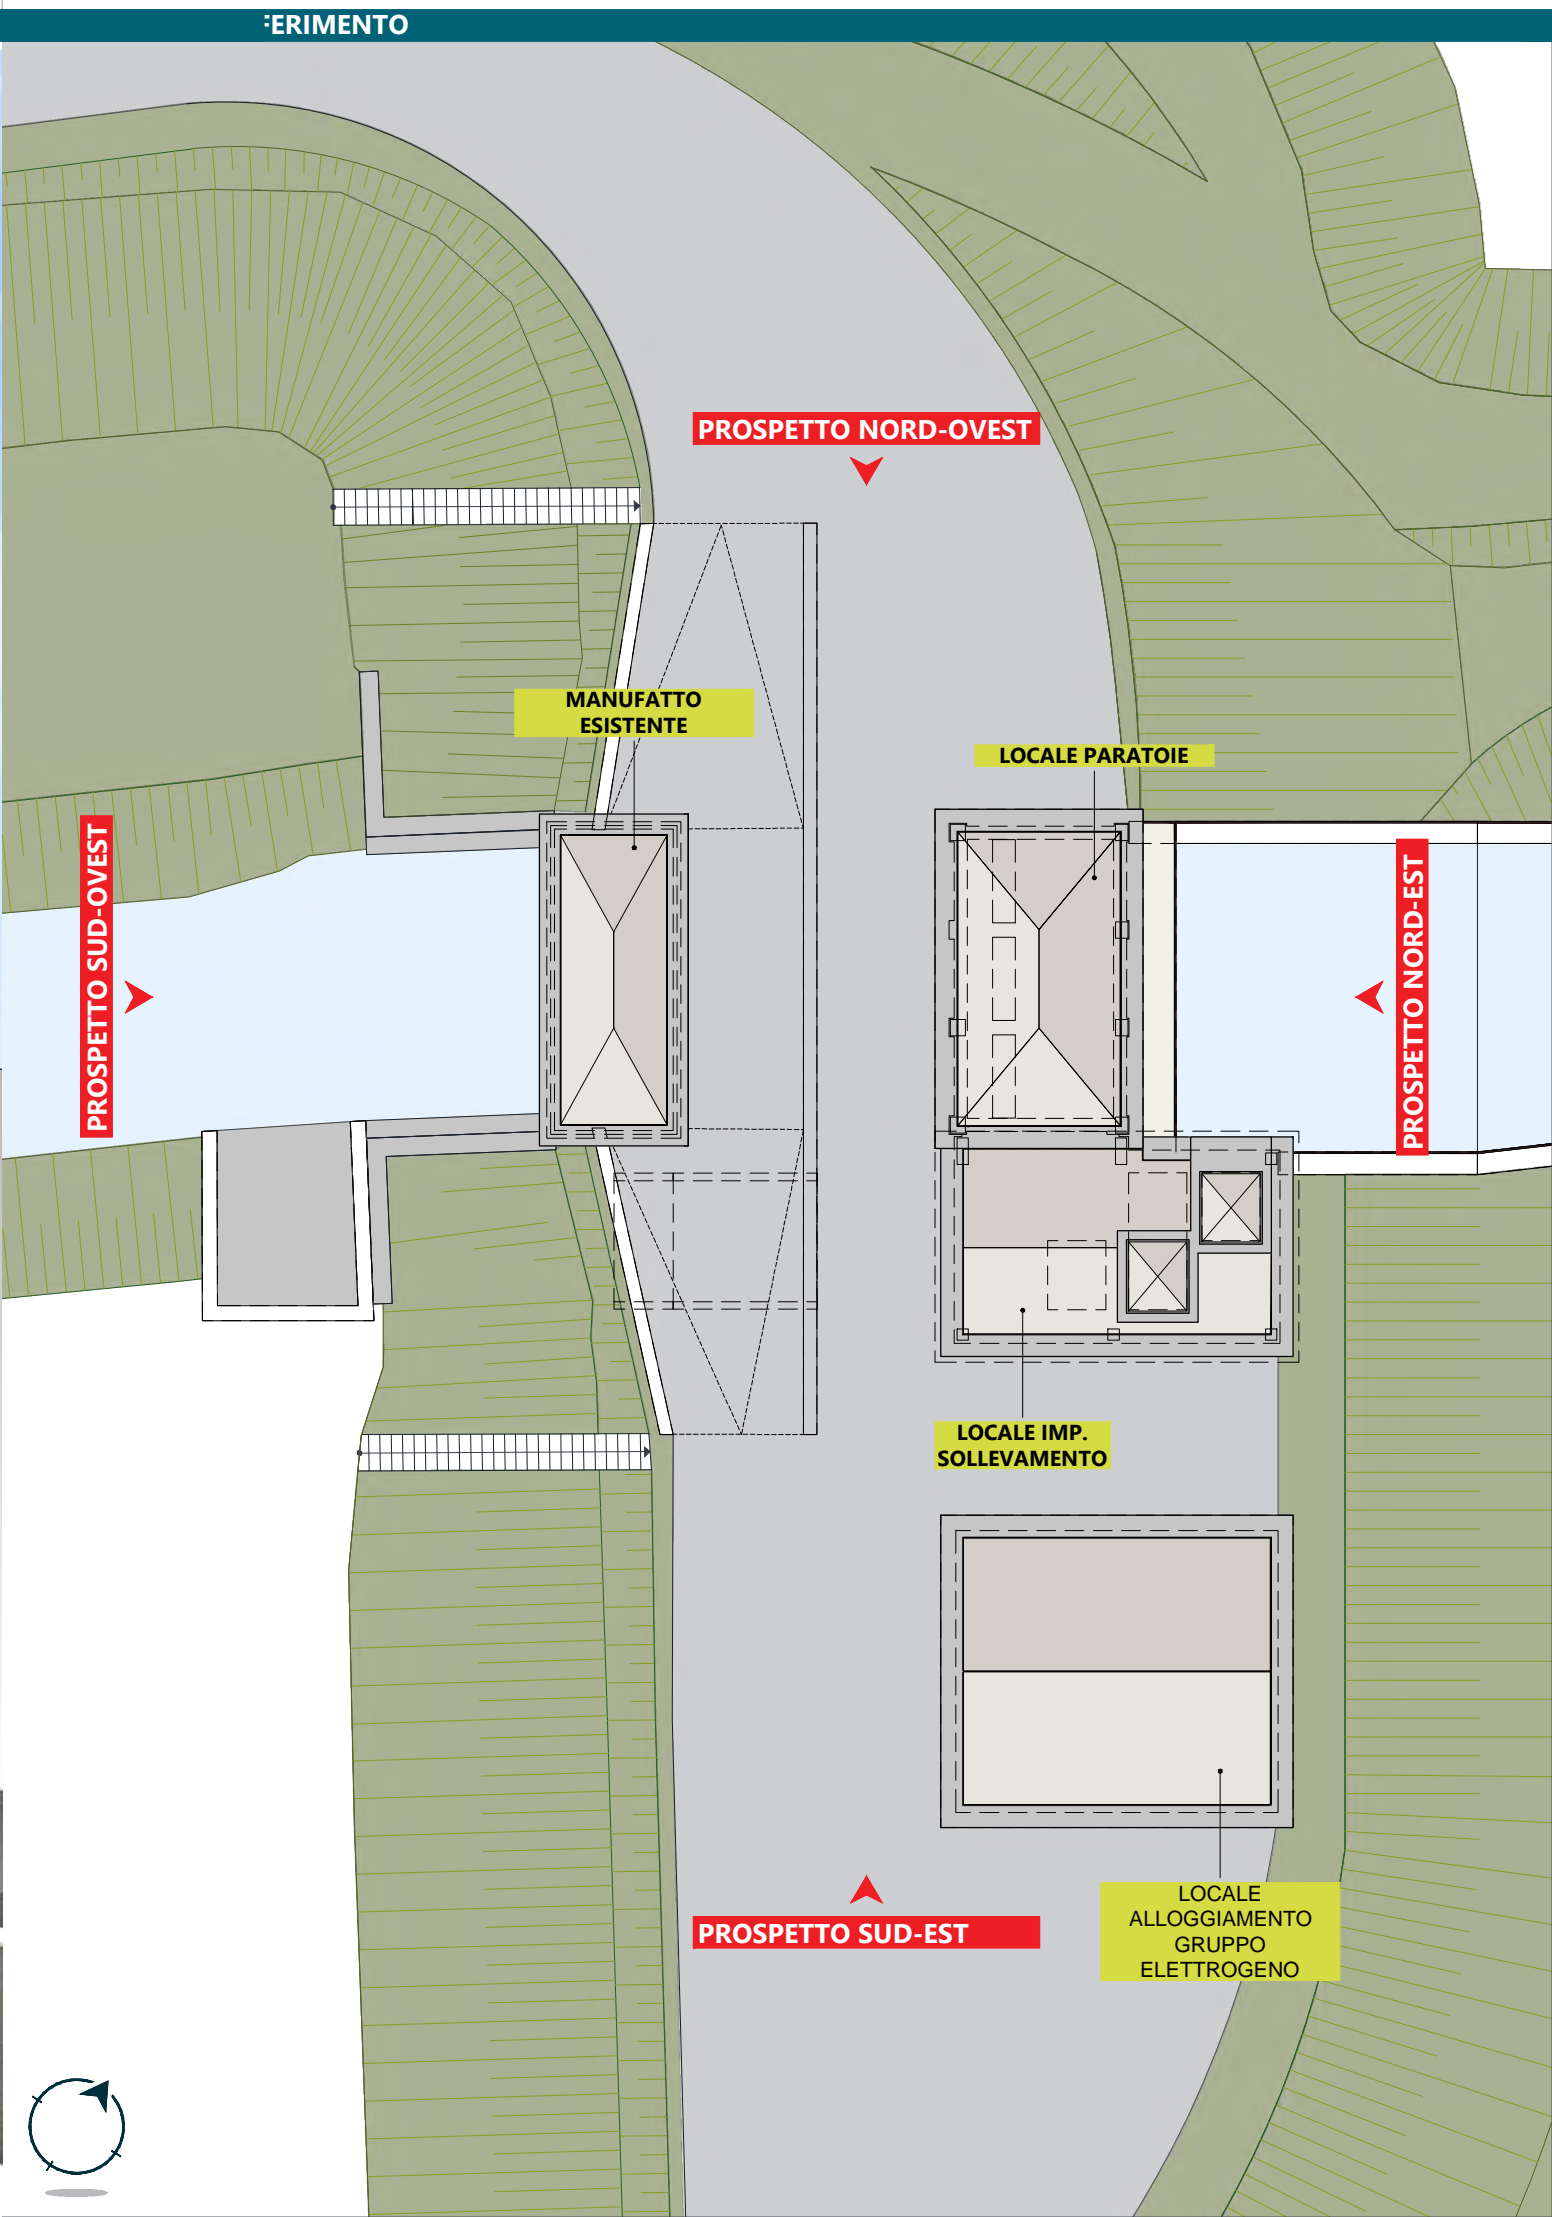 ERIMENTO
PROSPETTO NORD-OVEST
MANUFATTO
ESISTENTE
LOCALE PARATOIE
PROSPETTO SUD-OVEST
PROSPETTO NORD-EST
LOCALE IMP.
SOLLEVAMENTO
PROSPETTO SUD-EST
LOCALE
ALLOGGIAMENTO
GRUPPO
ELETTROGENO